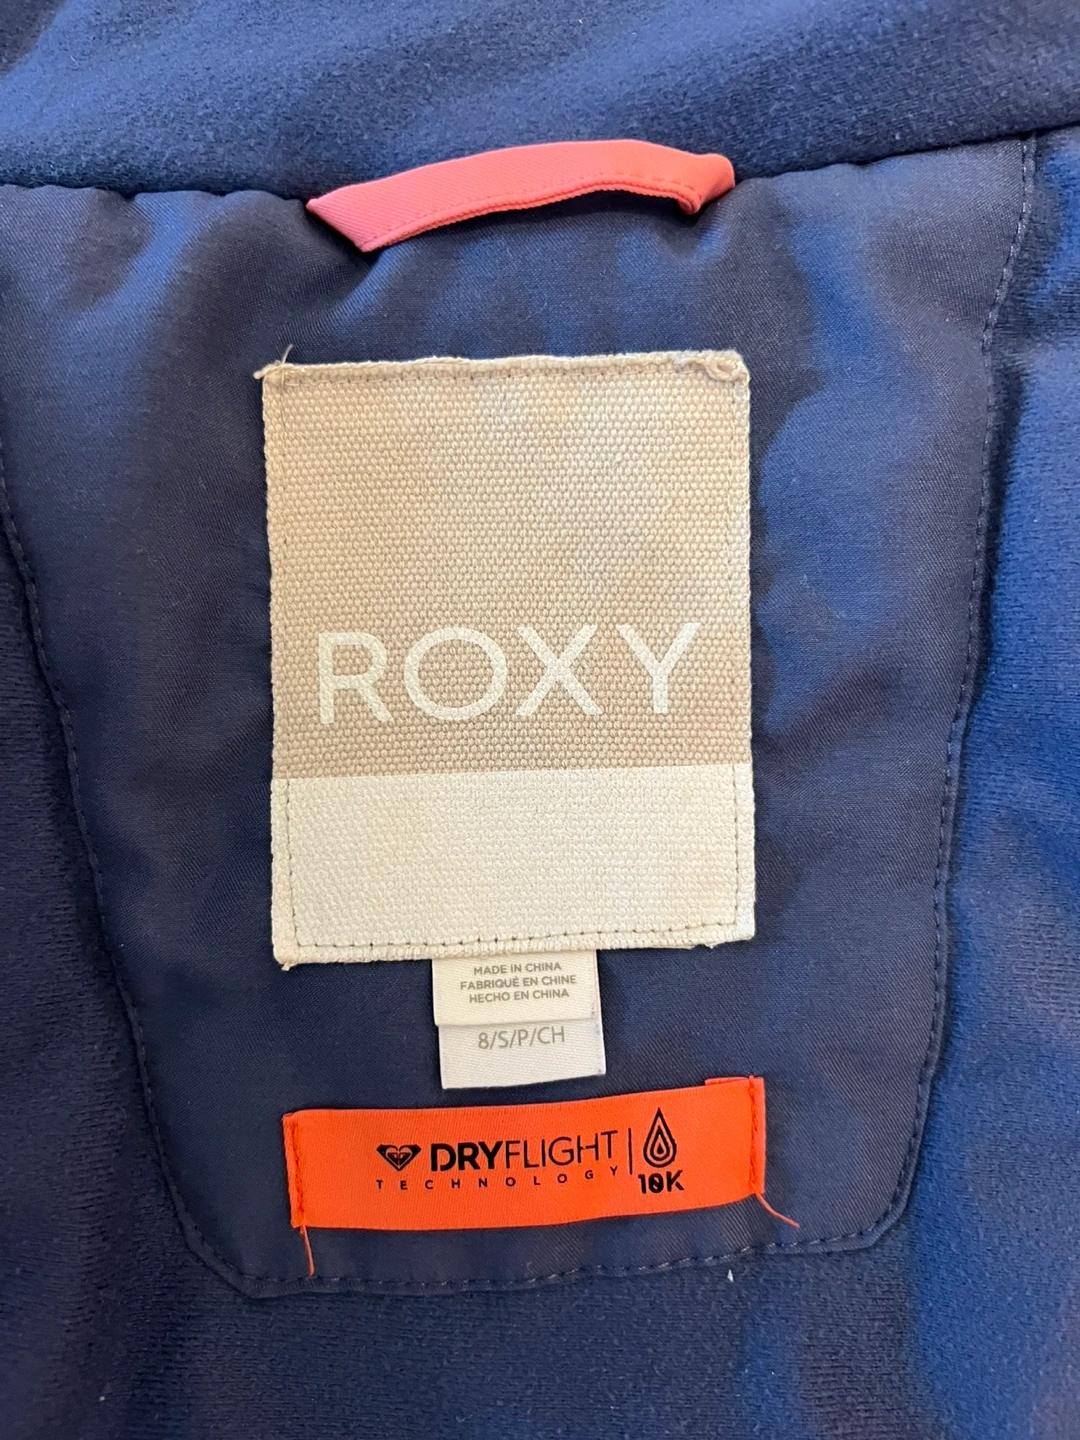 ROXY
MADE IN CHINA
FABRIQUÉ EN CHINE
HECHO EN CHINA
8/S/P/CH
DRYFLIGHT
TECHNOLOGY
10K